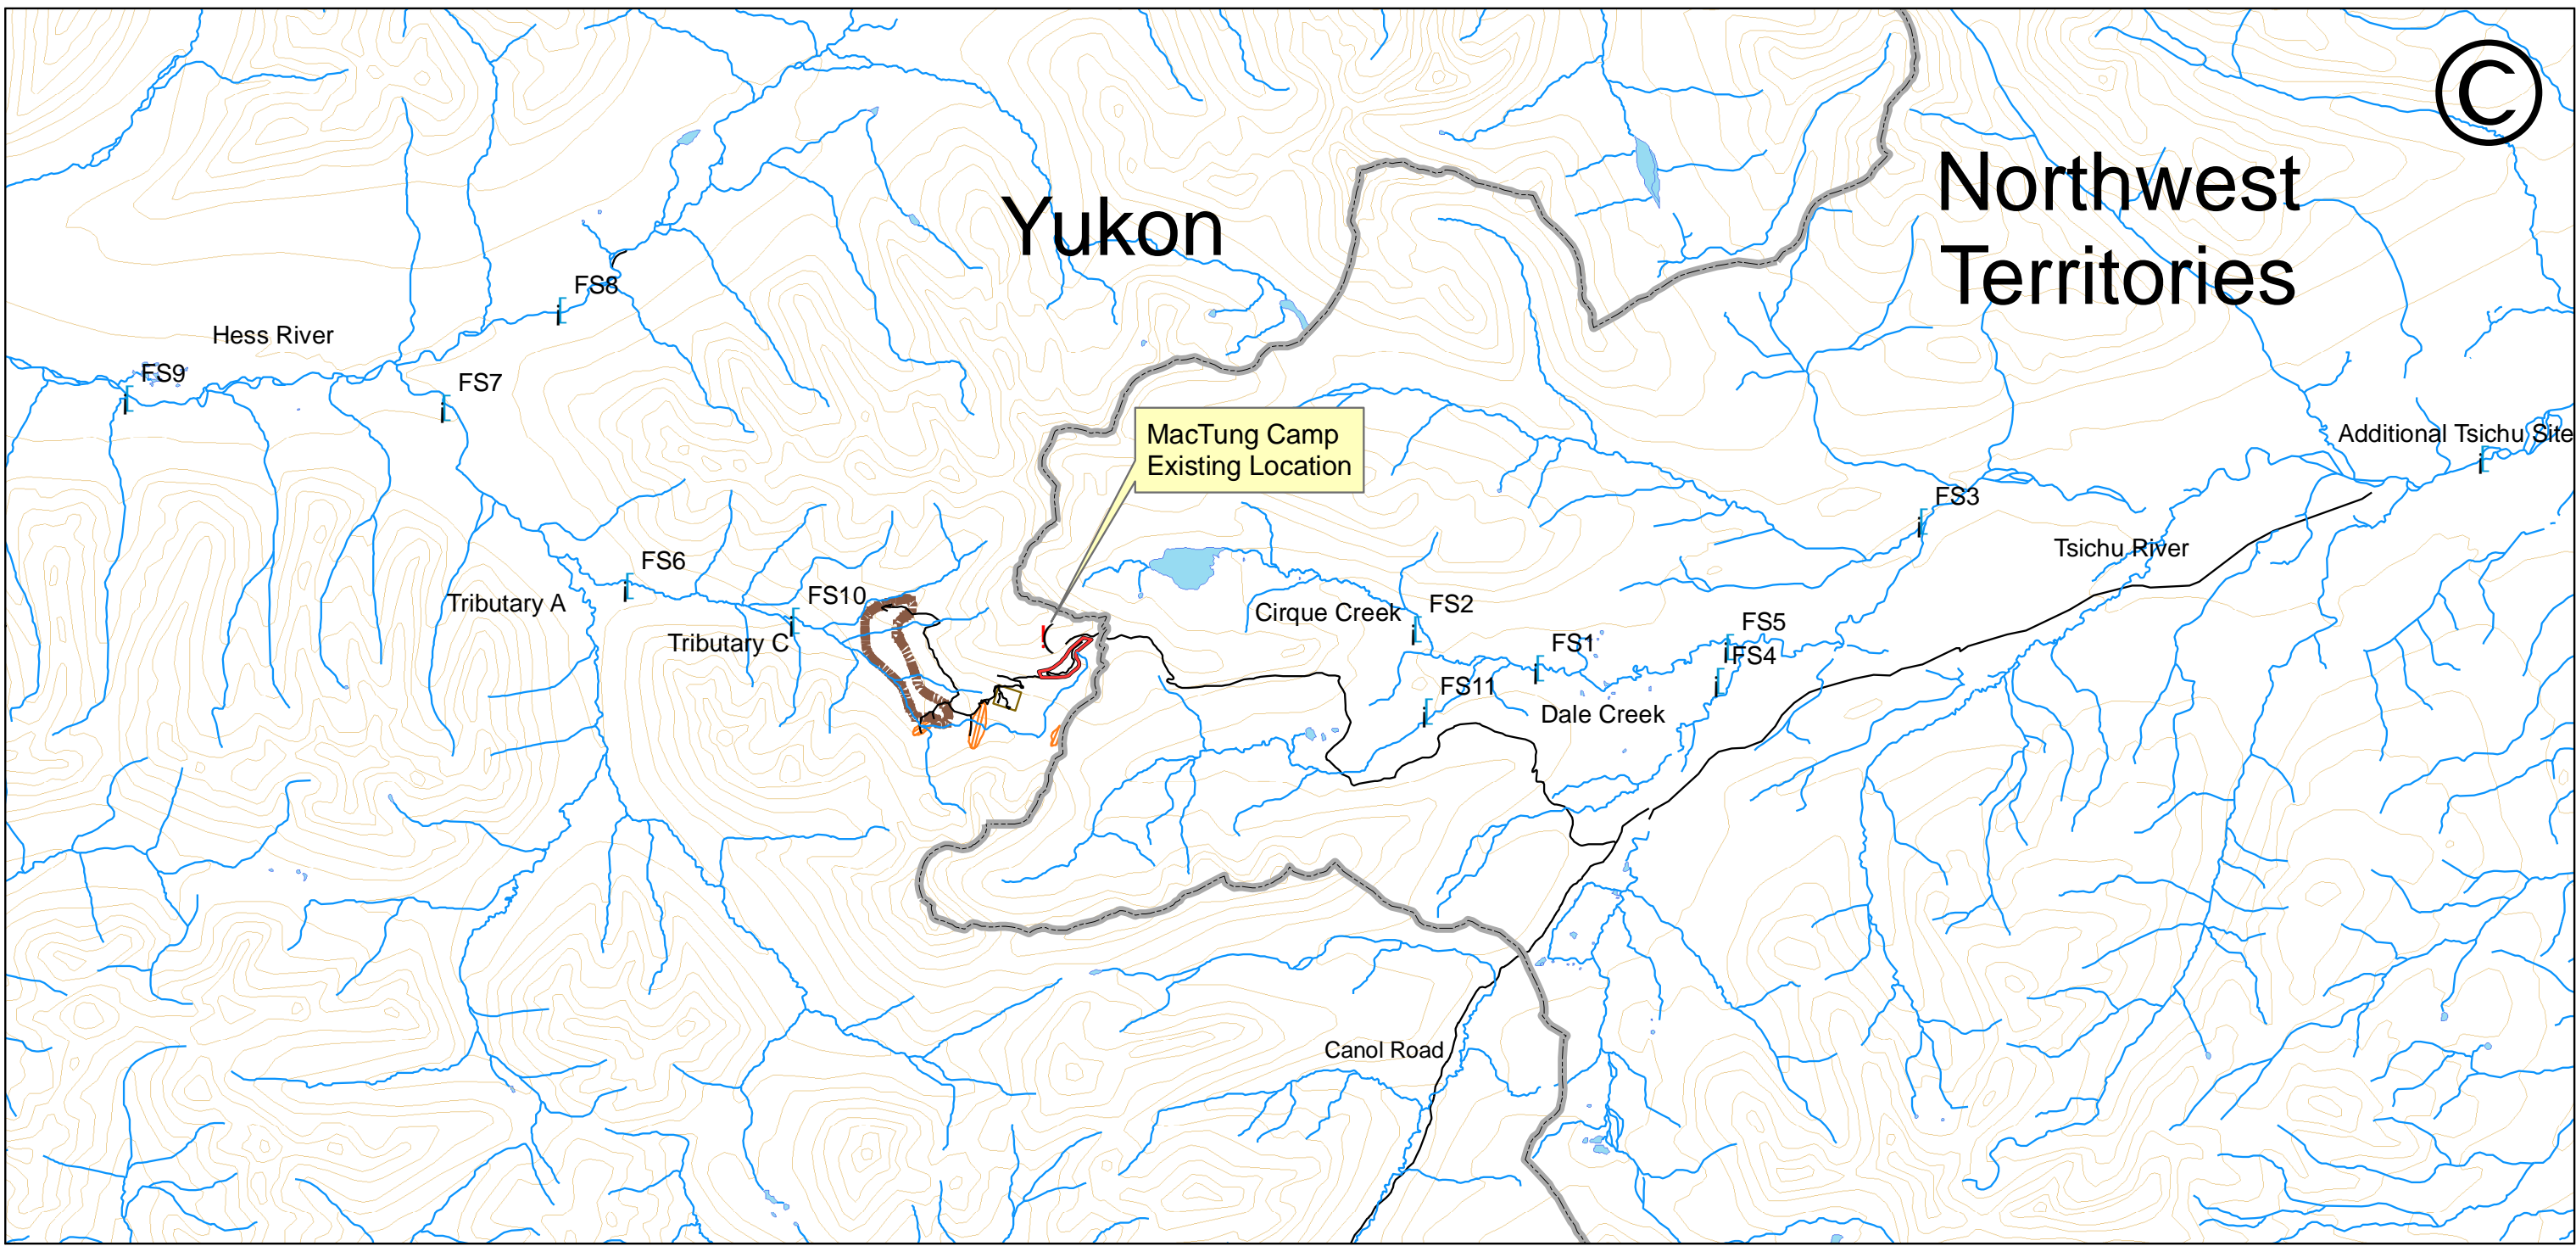 ©
Northwest
Territories
Yukon
FS8
Hess River
FS9
FS7
MacTung Camp
Existing Location
Additional Tsichu Site
FS3
Tsichu River
FS6
Tributary A
FS10
Tributary C
Cirque Creek
FS2
FS1
FS5
FS4
FS11
Dale Creek
Canol Road